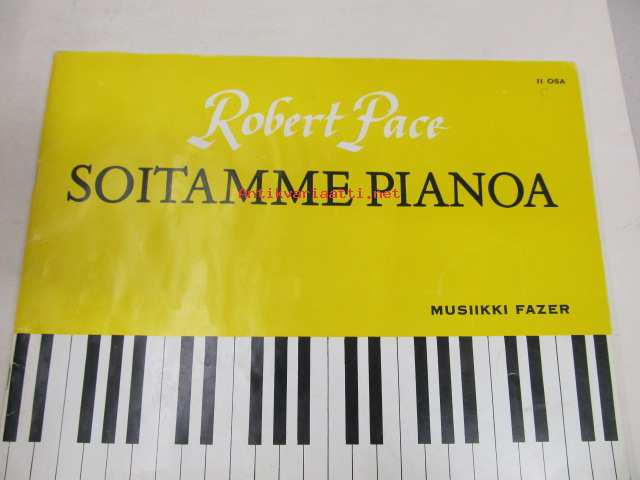 II OSA
Robert Pace
SOITAMME PIANOA
Antikvariaatti.net
MUSIIKKI FAZER